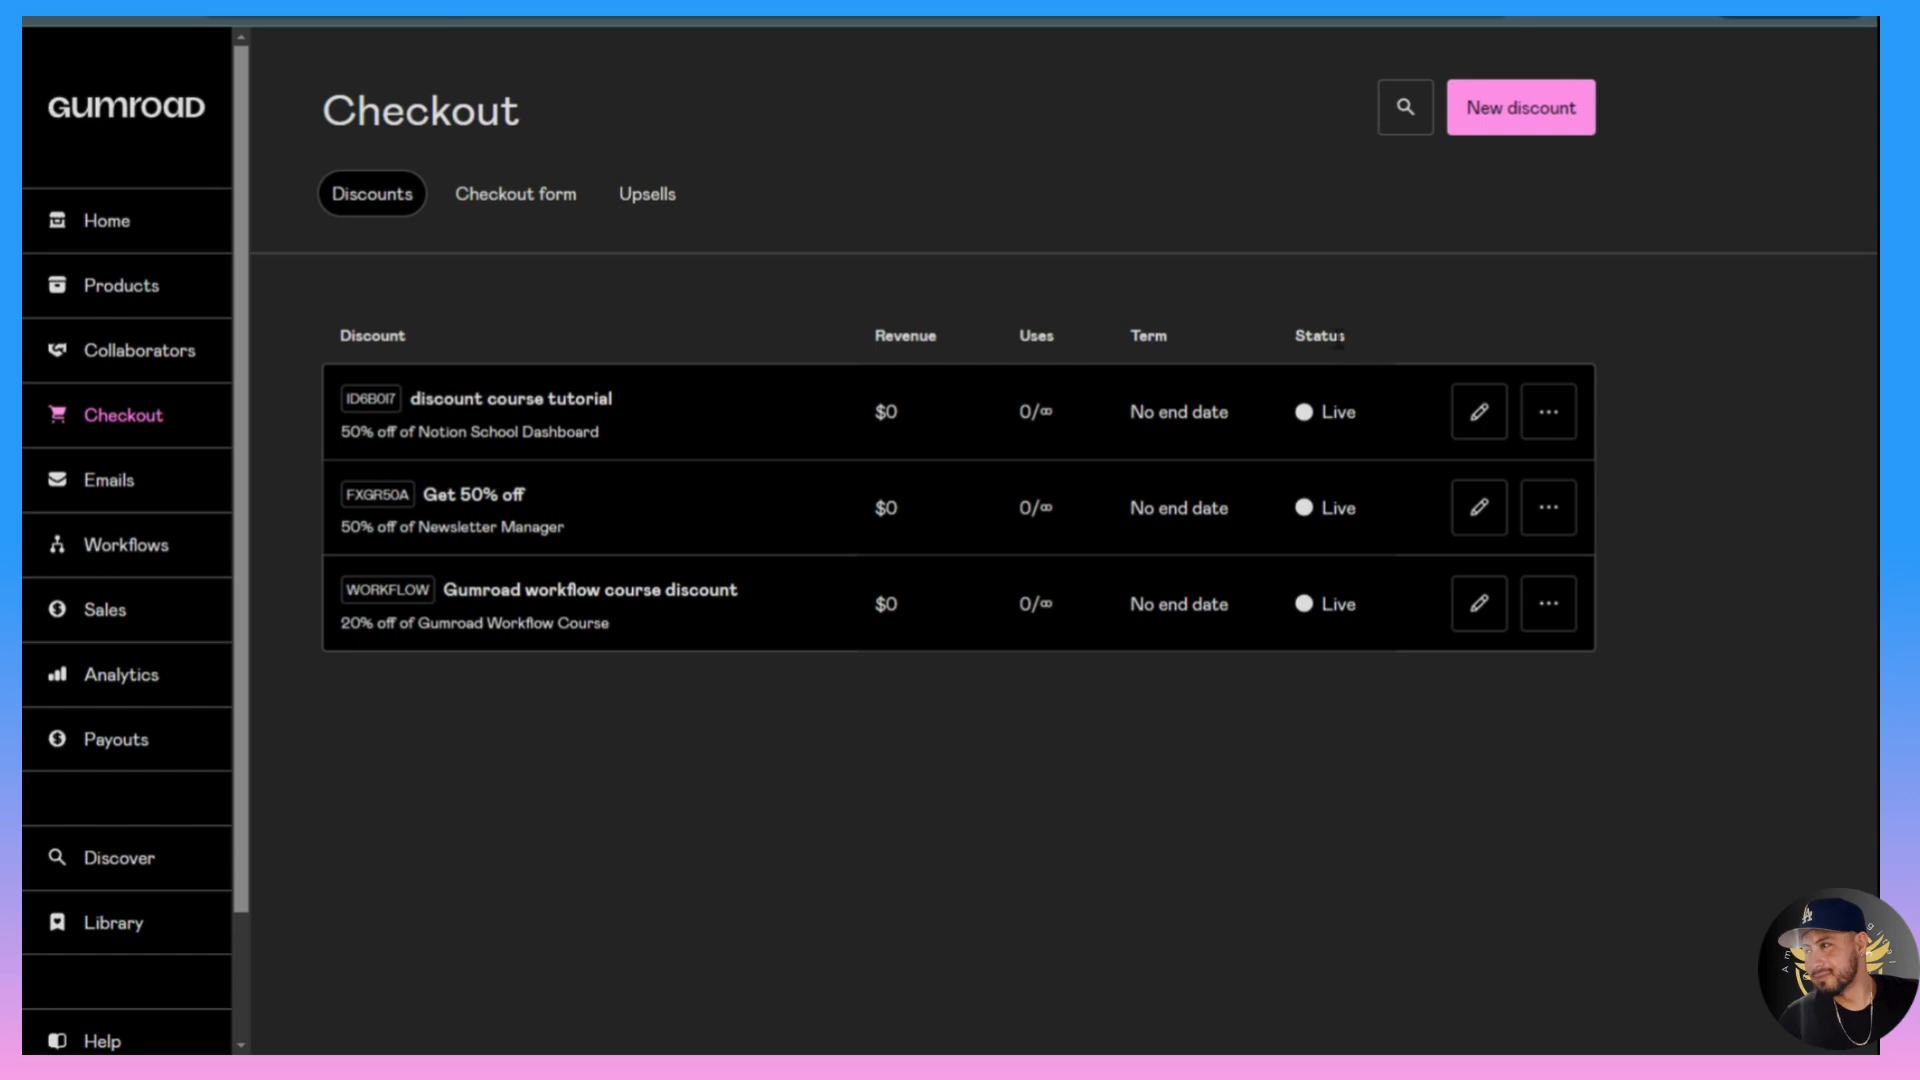 GUMROAD
Home
Products
Collaborators
Checkout
Emails
Workflows
Sales
Analytics
Payouts
Discover
Library
Help
Checkout
New discount
Discounts
Checkout form
Upsells
Discount Revenue Uses Term Status
ID6B0I7 discount course tutorial
50% off of Notion School Dashboard
$0 0/∞ No end date Live
FXGR50A Get 50% off
50% off of Newsletter Manager
$0 0/∞ No end date Live
WORKFLOW Gumroad workflow course discount
20% off of Gumroad Workflow Course
$0 0/∞ No end date Live